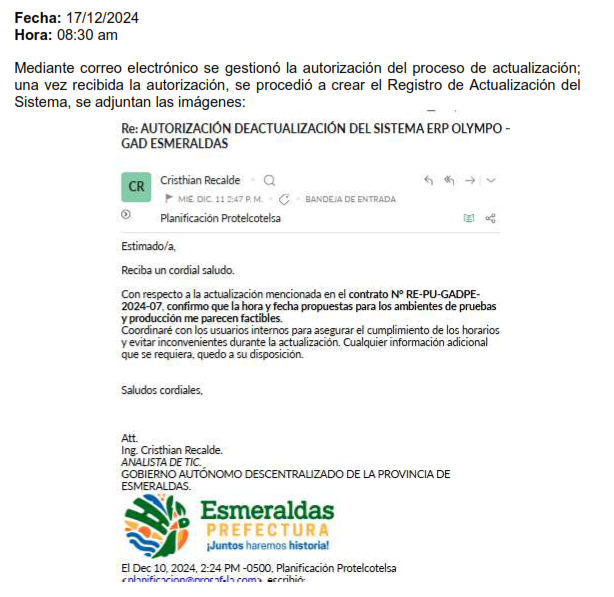 Fecha: 17/12/2024
Hora: 08:30 am
Mediante correo electrónico se gestionó la autorización del proceso de actualización;
una vez recibida la autorización, se procedió a crear el Registro de Actualización del
Sistema, se adjuntan las imágenes:
Re: AUTORIZACIÓN DEACTUALIZACIÓN DEL SISTEMA ERP OLYMPO -
GAD ESMERALDAS
CR
Cristhian Recalde
MIÉ. DIC. 11 2:47 P. M.
BANDEJA DE ENTRADA
Planificación Protelcotelsa
Estimado/a,
Reciba un cordial saludo.
Con respecto a la actualización mencionada en el contrato N° RE-PU-GADPE-
2024-07, confirmo que la hora y fecha propuestas para los ambientes de pruebas
y producción me parecen factibles.
Coordinaré con los usuarios internos para asegurar el cumplimiento de los horarios
y evitar inconvenientes durante la actualización. Cualquier información adicional
que se requiera, quedo a su disposición.
Saludos cordiales,
Att.
Ing. Cristhian Recalde.
ANALISTA DE TIC.
GOBIERNO AUTÓNOMO DESCENTRALIZADO DE LA PROVINCIA DE
ESMERALDAS.
Esmeraldas
PREFECTURA
¡Juntos haremos historia!
El Dec 10, 2024, 2:24 PM -0500, Planificación Protelcotelsa
escribió: